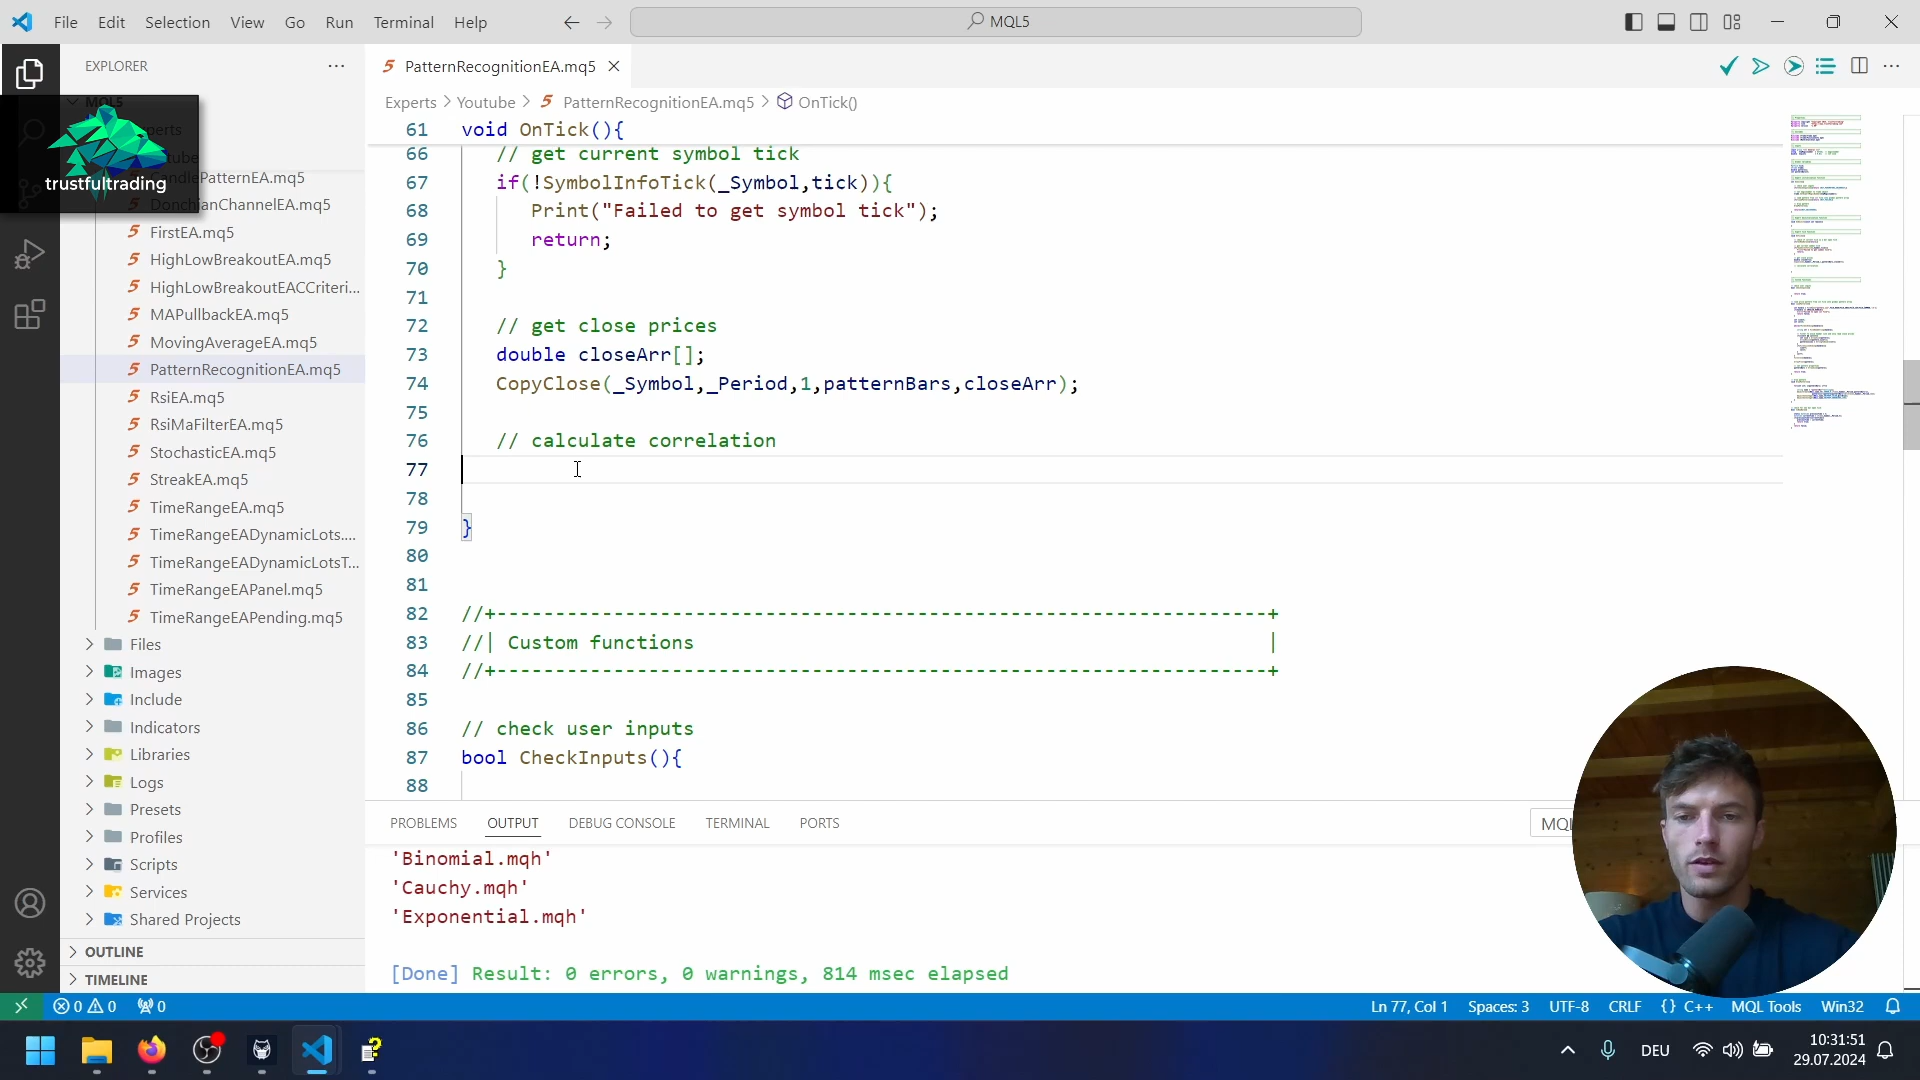 File Edit Selection View Go Run Terminal Help
MQL5
EXPLORER
PatternRecognitionEA.mq5
MQL5
Experts > Youtube > PatternRecognitionEA.mq5 > OnTick()
trustfultrading
CandlePatternEA.mq5
DonchianChannelEA.mq5
FirstEA.mq5
HighLowBreakoutEA.mq5
HighLowBreakoutEACCriteri...
MAPullbackEA.mq5
MovingAverageEA.mq5
PatternRecognitionEA.mq5
RsiEA.mq5
RsiMaFilterEA.mq5
StochasticEA.mq5
StreakEA.mq5
TimeRangeEA.mq5
TimeRangeEADynamicLots....
TimeRangeEADynamicLotsT...
TimeRangeEAPanel.mq5
TimeRangeEAPending.mq5
Files
Images
Include
Indicators
Libraries
Logs
Presets
Profiles
Scripts
Services
Shared Projects
OUTLINE
TIMELINE
61 void OnTick(){
66 // get current symbol tick
67 if(!SymbolInfoTick(_Symbol,tick)){
68 Print("Failed to get symbol tick");
69 return;
70 }
71
72 // get close prices
73 double closeArr[];
74 CopyClose(_Symbol,_Period,1,patternBars,closeArr);
75
76 // calculate correlation
77
78
79 }
80
81
82 //+------------------------------------------------------------------+
83 //| Custom functions |
84 //+------------------------------------------------------------------+
85
86 // check user inputs
87 bool CheckInputs(){
88
PROBLEMS OUTPUT DEBUG CONSOLE TERMINAL PORTS
MQL
'Binomial.mqh'
'Cauchy.mqh'
'Exponential.mqh'
[Done] Result: 0 errors, 0 warnings, 814 msec elapsed
0 0 0
Ln 77, Col 1 Spaces: 3 UTF-8 CRLF {} C++ MQL Tools Win32
DEU
10:31:51
29.07.2024